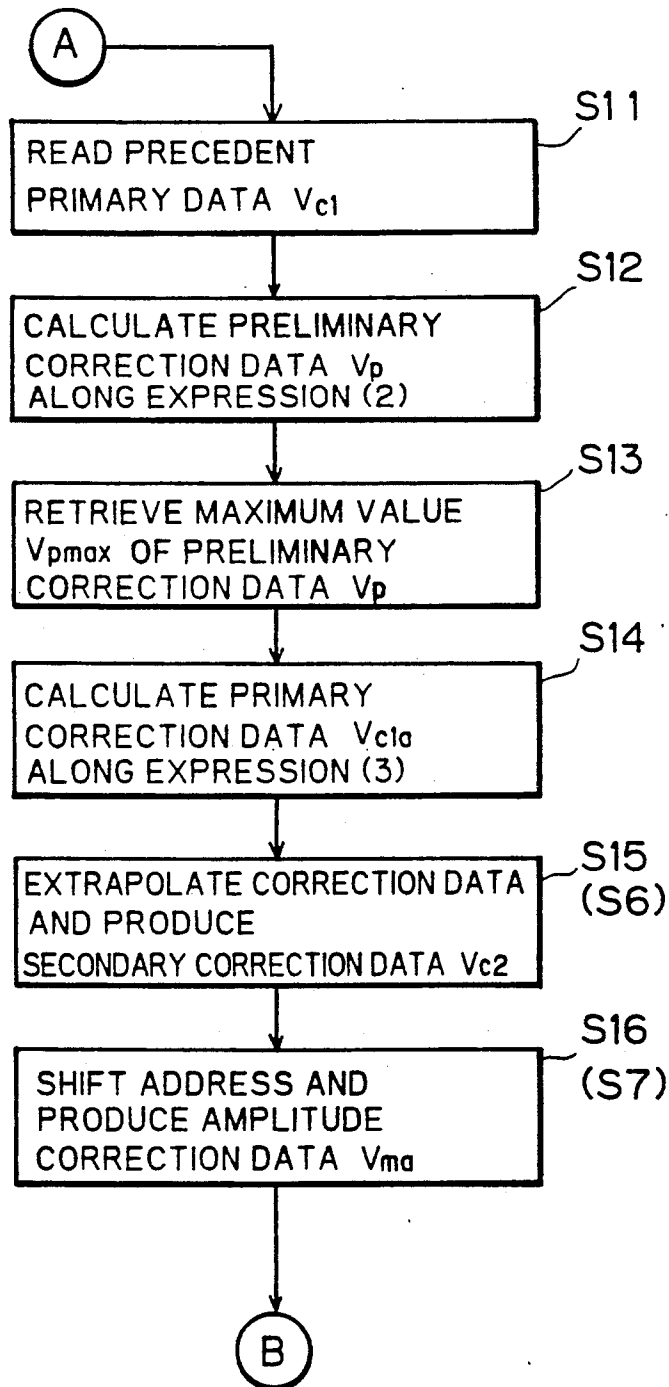 A
S11
READ PRECEDENT
PRIMARY DATA Vc1
S12
CALCULATE PRELIMINARY
CORRECTION DATA Vp
ALONG EXPRESSION (2)
S13
RETRIEVE MAXIMUM VALUE
Vpmax OF PRELIMINARY
CORRECTION DATA Vp
S14
CALCULATE PRIMARY
CORRECTION DATA Vc1a
ALONG EXPRESSION (3)
S15
(S6)
EXTRAPOLATE CORRECTION DATA
AND PRODUCE
SECONDARY CORRECTION DATA Vc2
S16
(S7)
SHIFT ADDRESS AND
PRODUCE AMPLITUDE
CORRECTION DATA Vma
B